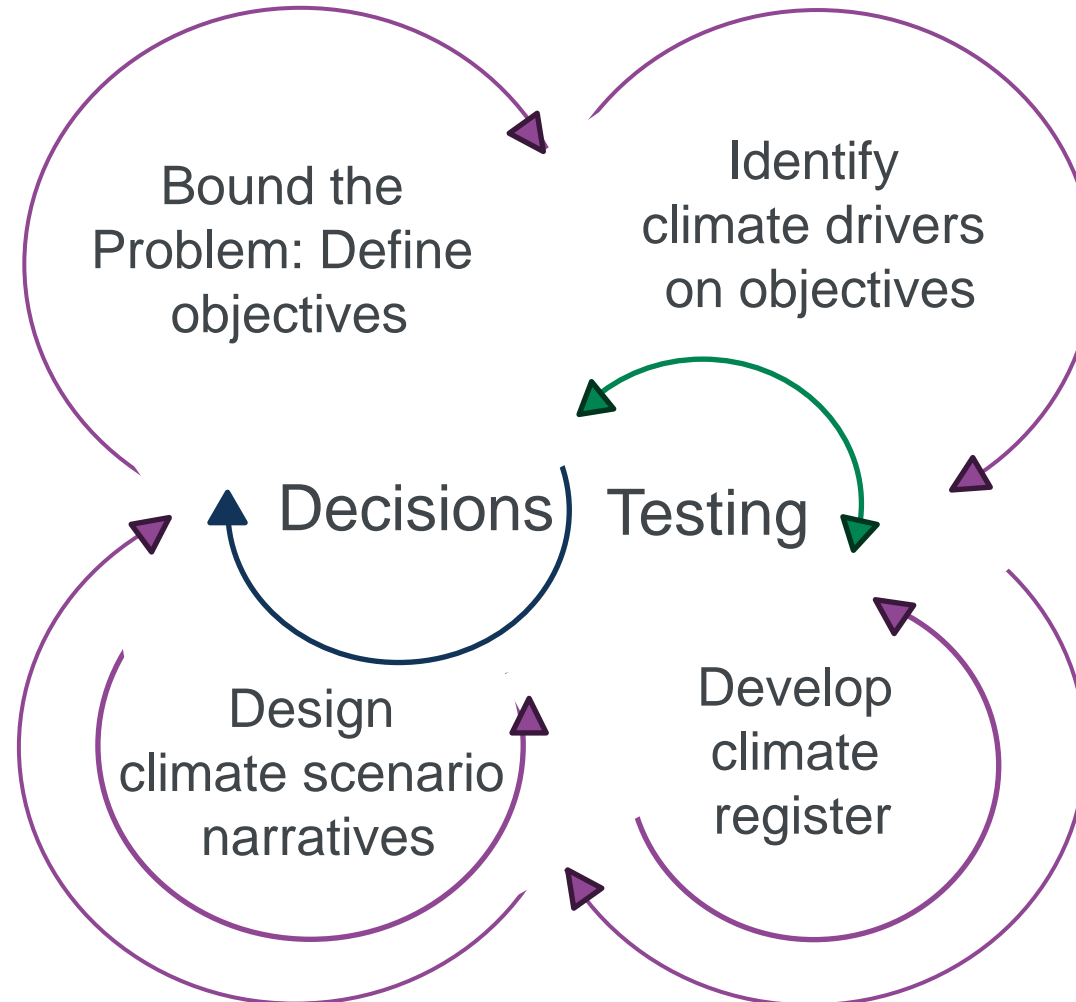 Bound the
Problem: Define
objectives
Identify
climate drivers
on objectives
Decisions
Testing
Design
climate scenario
narratives
Develop
climate
register